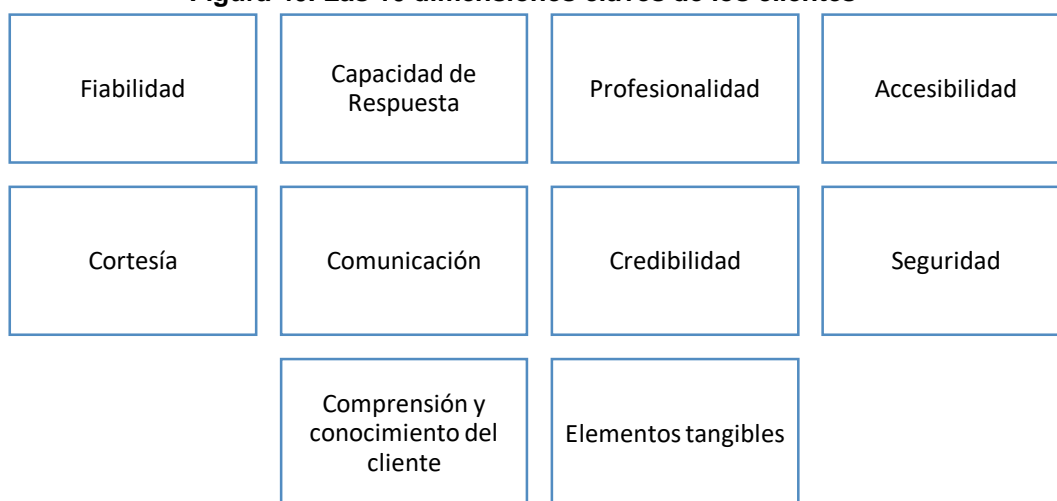 Fiabilidad
Capacidad de
Respuesta
Profesionalidad
Accesibilidad
Cortesía
Comunicación
Credibilidad
Seguridad
Comprensión y
conocimiento del
cliente
Elementos tangibles